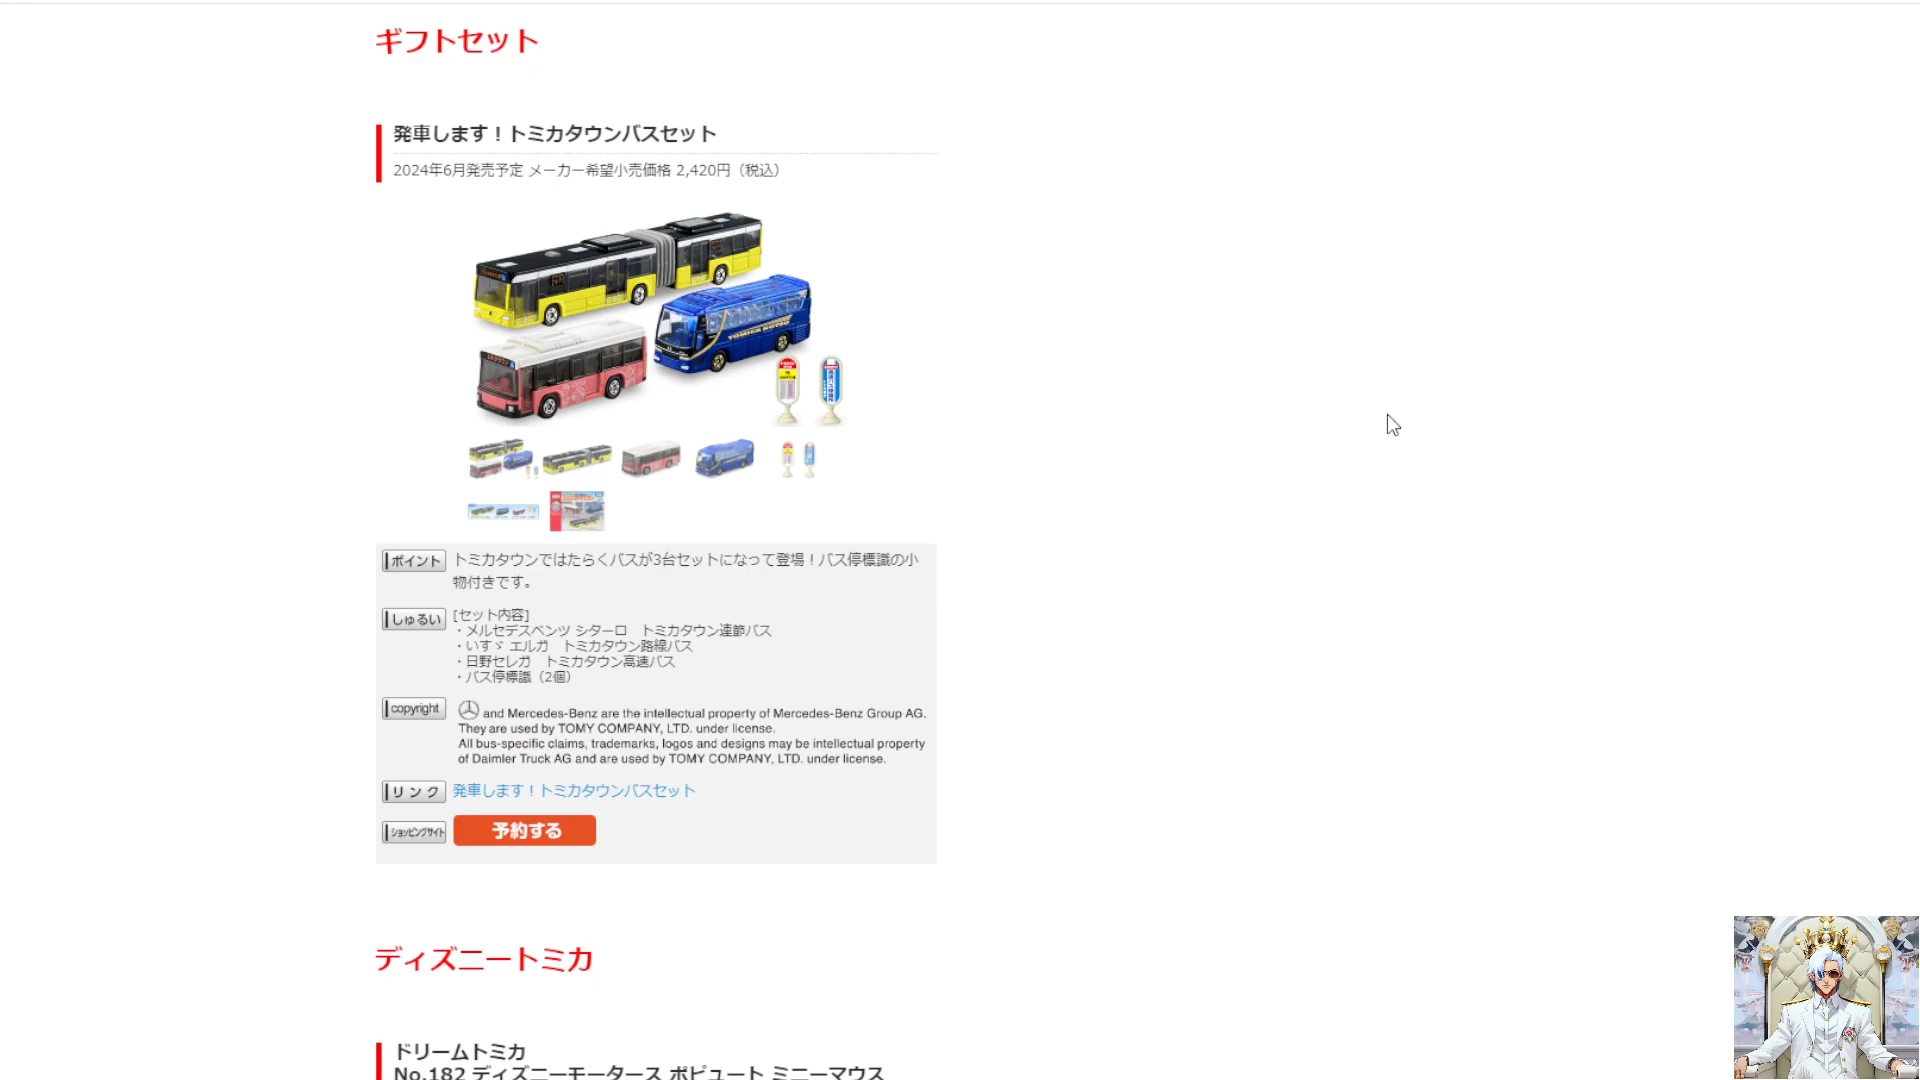 ギフトセット
発車します！トミカタウンバスセット
2024年6月発売予定 メーカー希望小売価格 2,420円（税込）
TOMICA KOTSU
ポイント トミカタウンではたらくバスが3台セットになって登場！バス停標識の小
物付きです。
しゅるい [セット内容]
・メルセデスベンツ シターロ　トミカタウン連節バス
・いすゞ エルガ　トミカタウン路線バス
・日野セレガ　トミカタウン高速バス
・バス停標識（2個）
copyright and Mercedes-Benz are the intellectual property of Mercedes-Benz Group AG.
They are used by TOMY COMPANY, LTD. under license.
All bus-specific claims, trademarks, logos and designs may be intellectual property
of Daimler Truck AG and are used by TOMY COMPANY, LTD. under license.
リンク 発車します！トミカタウンバスセット
ショッピングサイト 予約する
ディズニートミカ
ドリームトミカ
No.182 ディズニーモータース ポピュート ミニーマウス